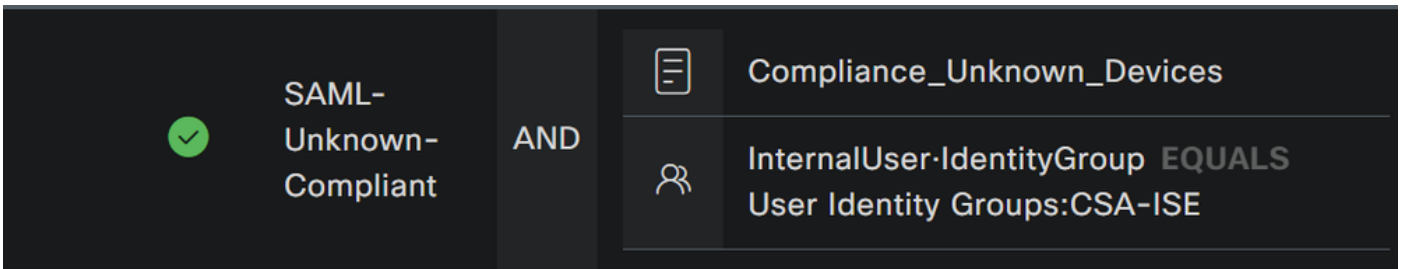 SAML-
Unknown-
Compliant
AND
Compliance_Unknown_Devices
InternalUser·IdentityGroup EQUALS
User Identity Groups:CSA-ISE